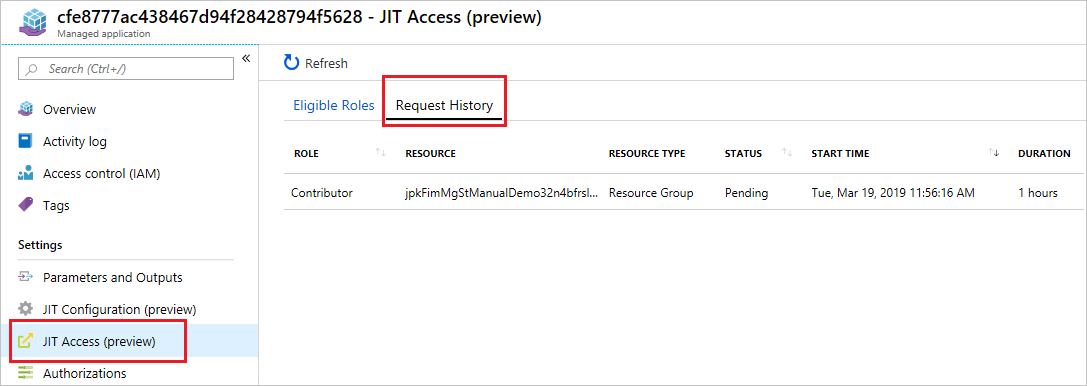 cfe8777ac438467d94f28428794f5628 - JIT Access (preview)
Managed application
Search (Ctrl+/)
«
Overview
Activity log
Access control (IAM)
Tags
Settings
Parameters and Outputs
JIT Configuration (preview)
JIT Access (preview)
Authorizations
Refresh
Eligible Roles Request History
ROLE RESOURCE RESOURCE TYPE STATUS START TIME DURATION
Contributor jpkFimMgStManualDemo32n4bfrsl... Resource Group Pending Tue, Mar 19, 2019 11:56:16 AM 1 hours